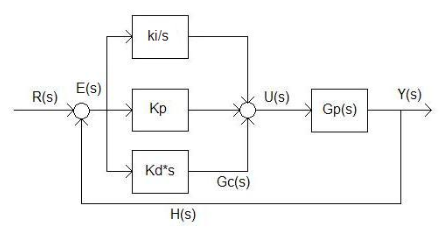 ki/s
R(s)
E(s)
Kp
U(s)
Gp(s)
Y(s)
Kd*s
Gc(s)
H(s)